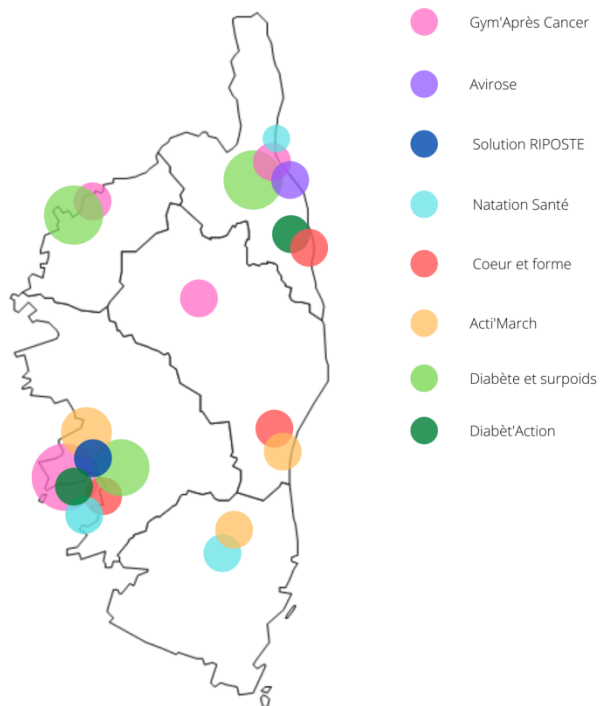 Gym'Après Cancer
Avirose
Solution RIPOSTE
Natation Santé
Coeur et forme
Acti'March
Diabète et surpoids
Diabèt'Action